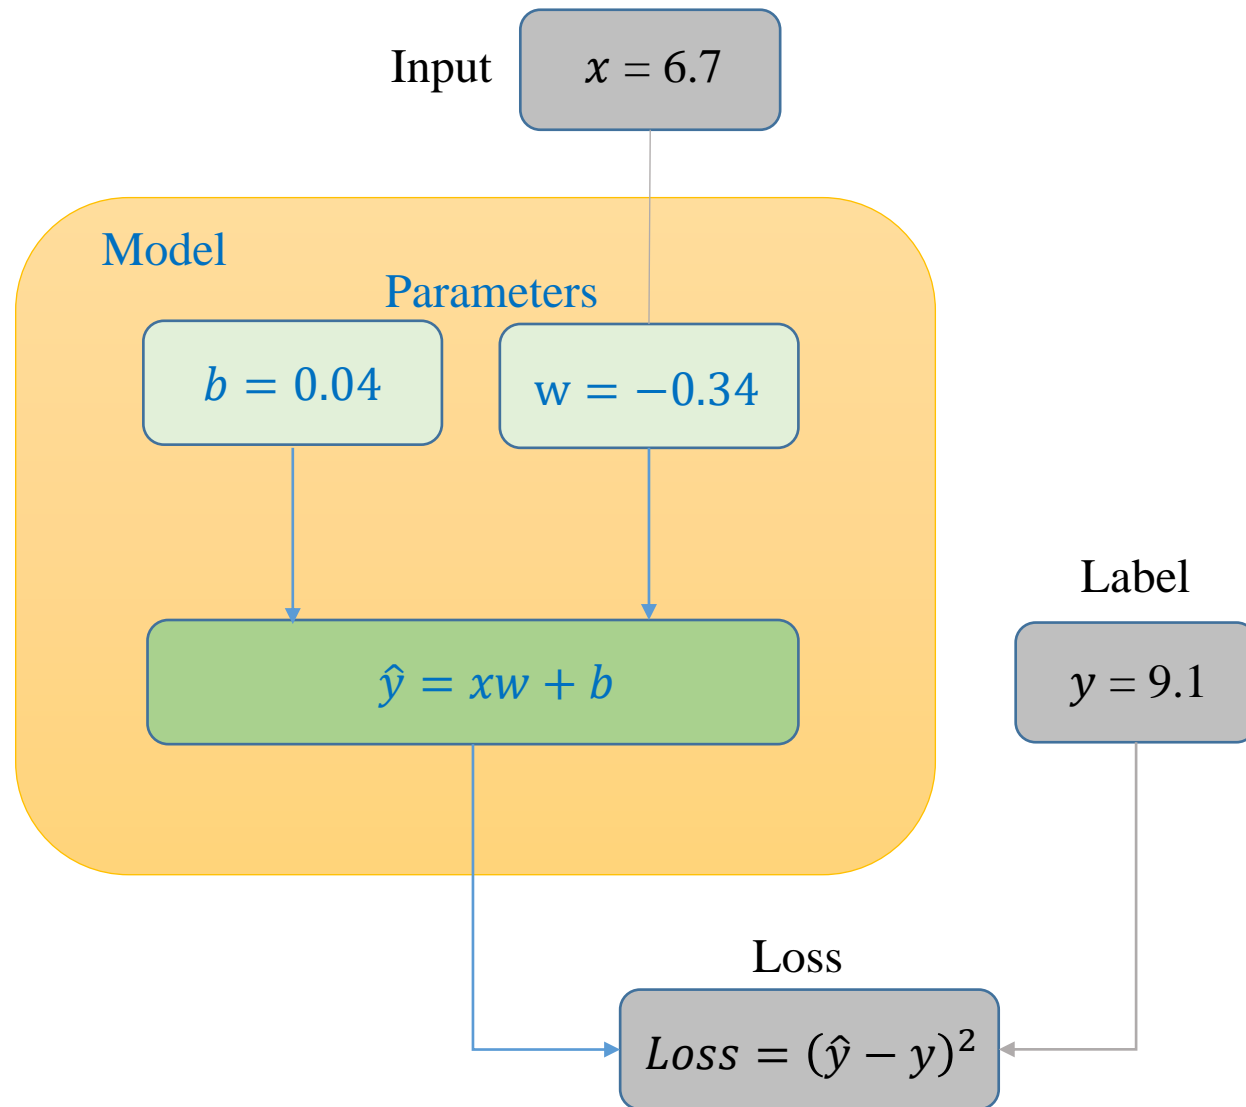 Input
x = 6.7
Model
Parameters
b = 0.04
w = −0.34
ŷ = xw + b
Label
y = 9.1
Loss
Loss = (ŷ − y)²